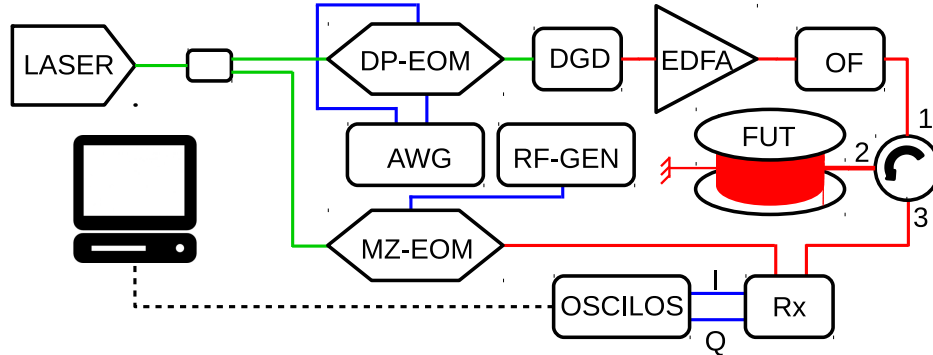 LASER
DP-EOM
DGD
EDFA
OF
1
FUT
2
AWG
RF-GEN
3
MZ-EOM
I
OSCILOS
Rx
Q